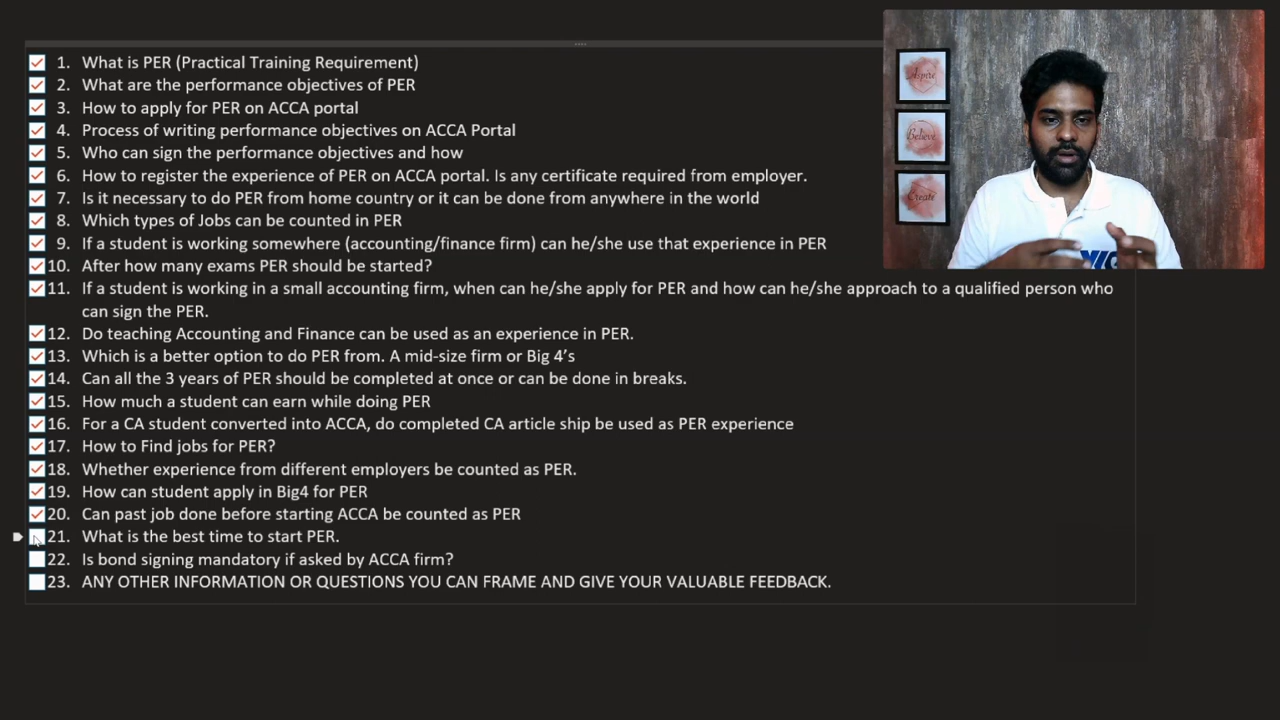 1. What is PER (Practical Training Requirement)
2. What are the performance objectives of PER
3. How to apply for PER on ACCA portal
4. Process of writing performance objectives on ACCA Portal
5. Who can sign the performance objectives and how
6. How to register the experience of PER on ACCA portal. Is any certificate required from employer.
7. Is it necessary to do PER from home country or it can be done from anywhere in the world
8. Which types of Jobs can be counted in PER
9. If a student is working somewhere (accounting/finance firm) can he/she use that experience in PER
10. After how many exams PER should be started?
11. If a student is working in a small accounting firm, when can he/she apply for PER and how can he/she approach to a qualified person who
can sign the PER.
12. Do teaching Accounting and Finance can be used as an experience in PER.
13. Which is a better option to do PER from. A mid-size firm or Big 4's
14. Can all the 3 years of PER should be completed at once or can be done in breaks.
15. How much a student can earn while doing PER
16. For a CA student converted into ACCA, do completed CA article ship be used as PER experience
17. How to Find jobs for PER?
18. Whether experience from different employers be counted as PER.
19. How can student apply in Big4 for PER
20. Can past job done before starting ACCA be counted as PER
21. What is the best time to start PER.
22. Is bond signing mandatory if asked by ACCA firm?
23. ANY OTHER INFORMATION OR QUESTIONS YOU CAN FRAME AND GIVE YOUR VALUABLE FEEDBACK.
Aspire
Believe
Create